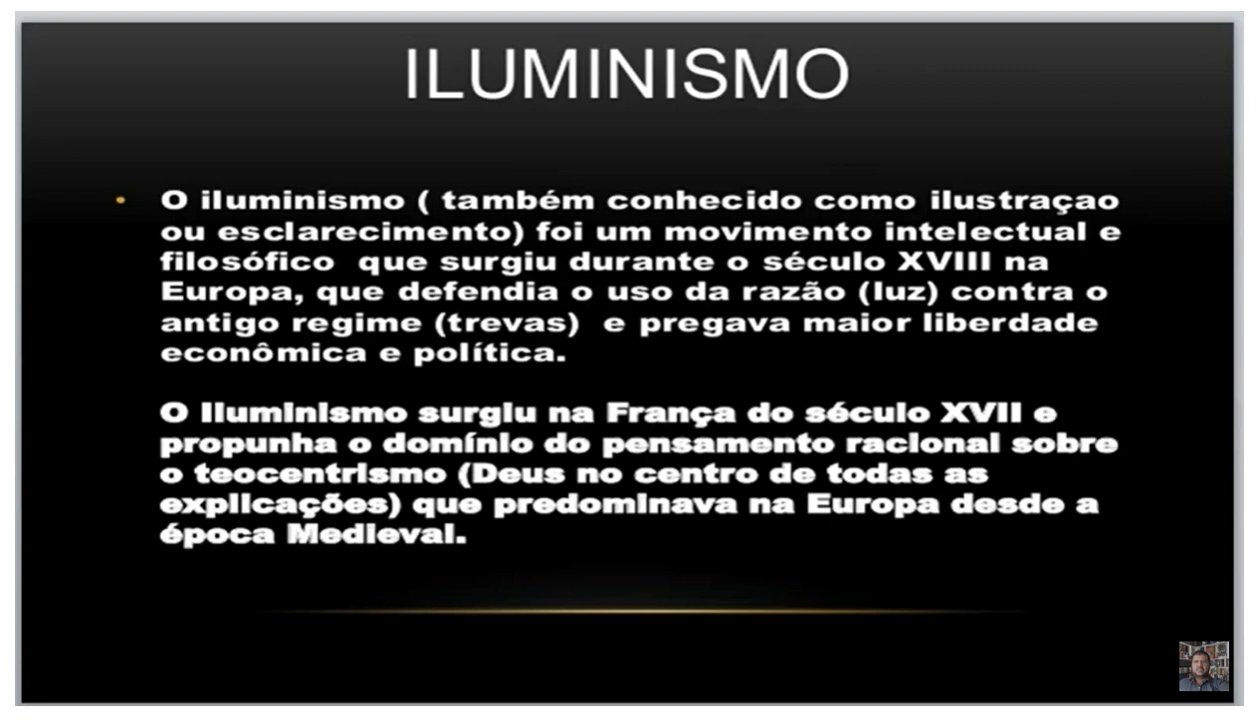 ILUMINISMO
• O iluminismo ( também conhecido como ilustraçao
ou esclarecimento) foi um movimento intelectual e
filosófico que surgiu durante o século XVIII na
Europa, que defendia o uso da razão (luz) contra o
antigo regime (trevas) e pregava maior liberdade
econômica e política.
O Iluminismo surgiu na França do século XVII e
propunha o domínio do pensamento racional sobre
o teocentrismo (Deus no centro de todas as
explicações) que predominava na Europa desde a
época Medieval.